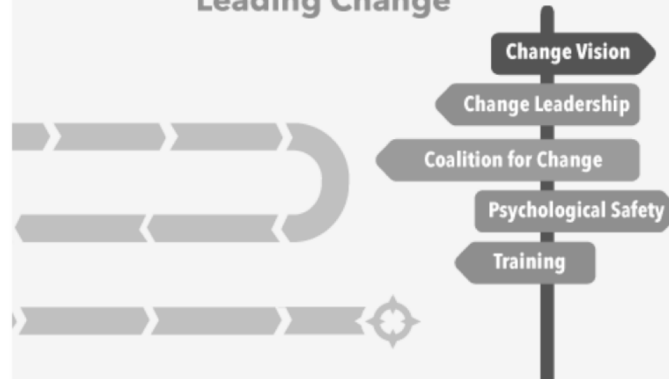 Leading Change
Change Vision
Change Leadership
Coalition for Change
Psychological Safety
Training